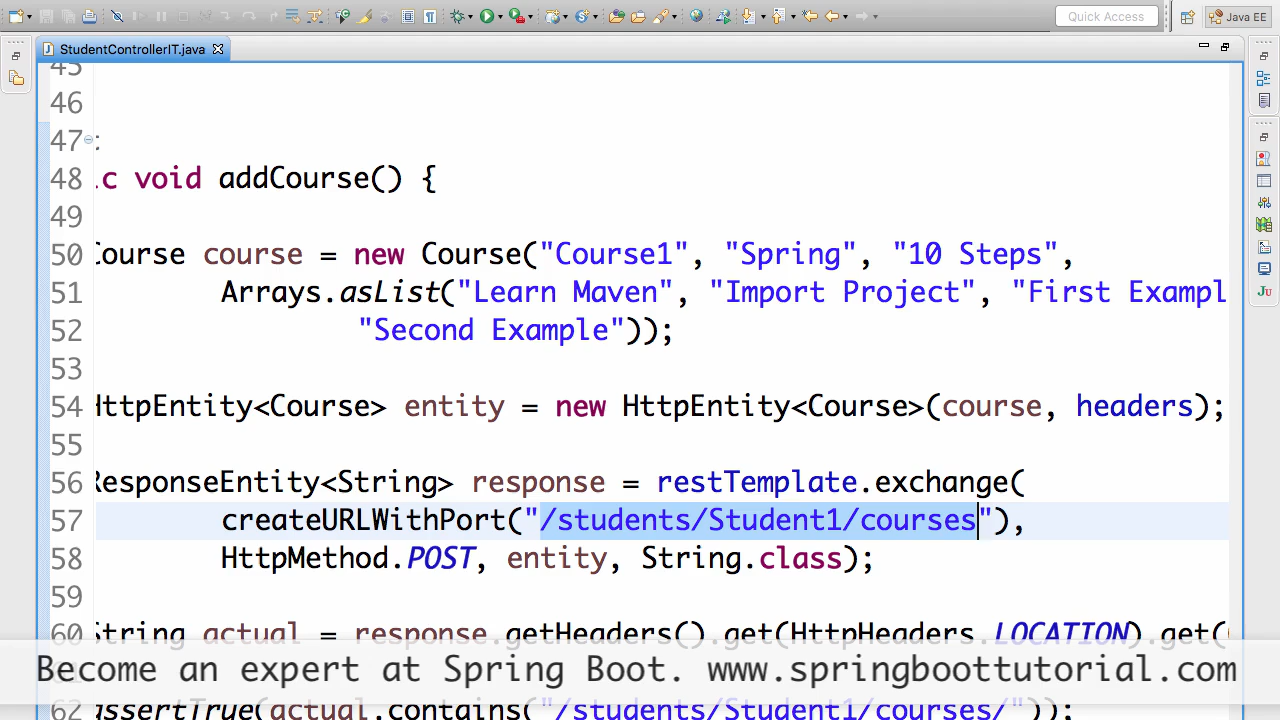 Quick Access
Java EE
StudentControllerIT.java
45
46
47
48 ic void addCourse() {
49
50 Course course = new Course("Course1", "Spring", "10 Steps",
51 Arrays.asList("Learn Maven", "Import Project", "First Exampl
52 "Second Example"));
53
54 HttpEntity<Course> entity = new HttpEntity<Course>(course, headers);
55
56 ResponseEntity<String> response = restTemplate.exchange(
57 createURLWithPort("/students/Student1/courses"),
58 HttpMethod.POST, entity, String.class);
59
60 String actual = response.getHeaders().get(HttpHeaders.LOCATION).get(
Become an expert at Spring Boot. www.springboottutorial.com
62 assertTrue(actual.contains("/students/Student1/courses/"));